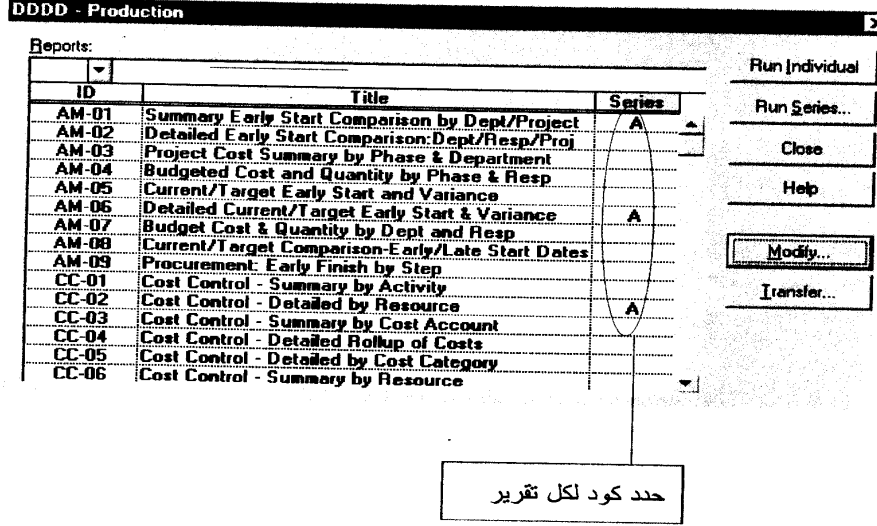 DDDD - Production
Reports:
ID Title Series
AM-01 Summary Early Start Comparison by Dept/Project A
AM-02 Detailed Early Start Comparison:Dept/Resp/Proj
AM-03 Project Cost Summary by Phase & Department
AM-04 Budgeted Cost and Quantity by Phase & Resp
AM-05 Current/Target Early Start and Variance
AM-06 Detailed Current/Target Early Start & Variance A
AM-07 Budget Cost & Quantity by Dept and Resp
AM-08 Current/Target Comparison-Early/Late Start Dates
AM-09 Procurement: Early Finish by Step
CC-01 Cost Control - Summary by Activity
CC-02 Cost Control - Detailed by Resource A
CC-03 Cost Control - Summary by Cost Account
CC-04 Cost Control - Detailed Rollup of Costs
CC-05 Cost Control - Detailed by Cost Category
CC-06 Cost Control - Summary by Resource
Run Individual
Run Series...
Close
Help
Modify...
Transfer...
حدد كود لكل تقرير